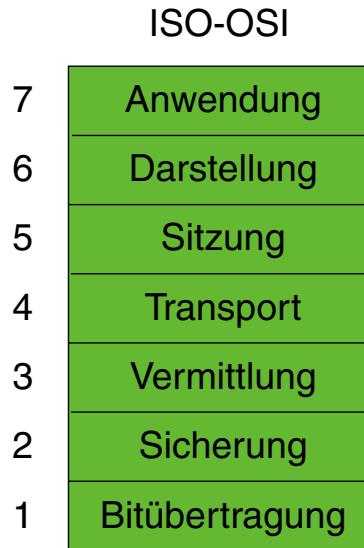 ISO-OSI
7 Anwendung
6 Darstellung
5 Sitzung
4 Transport
3 Vermittlung
2 Sicherung
1 Bitübertragung